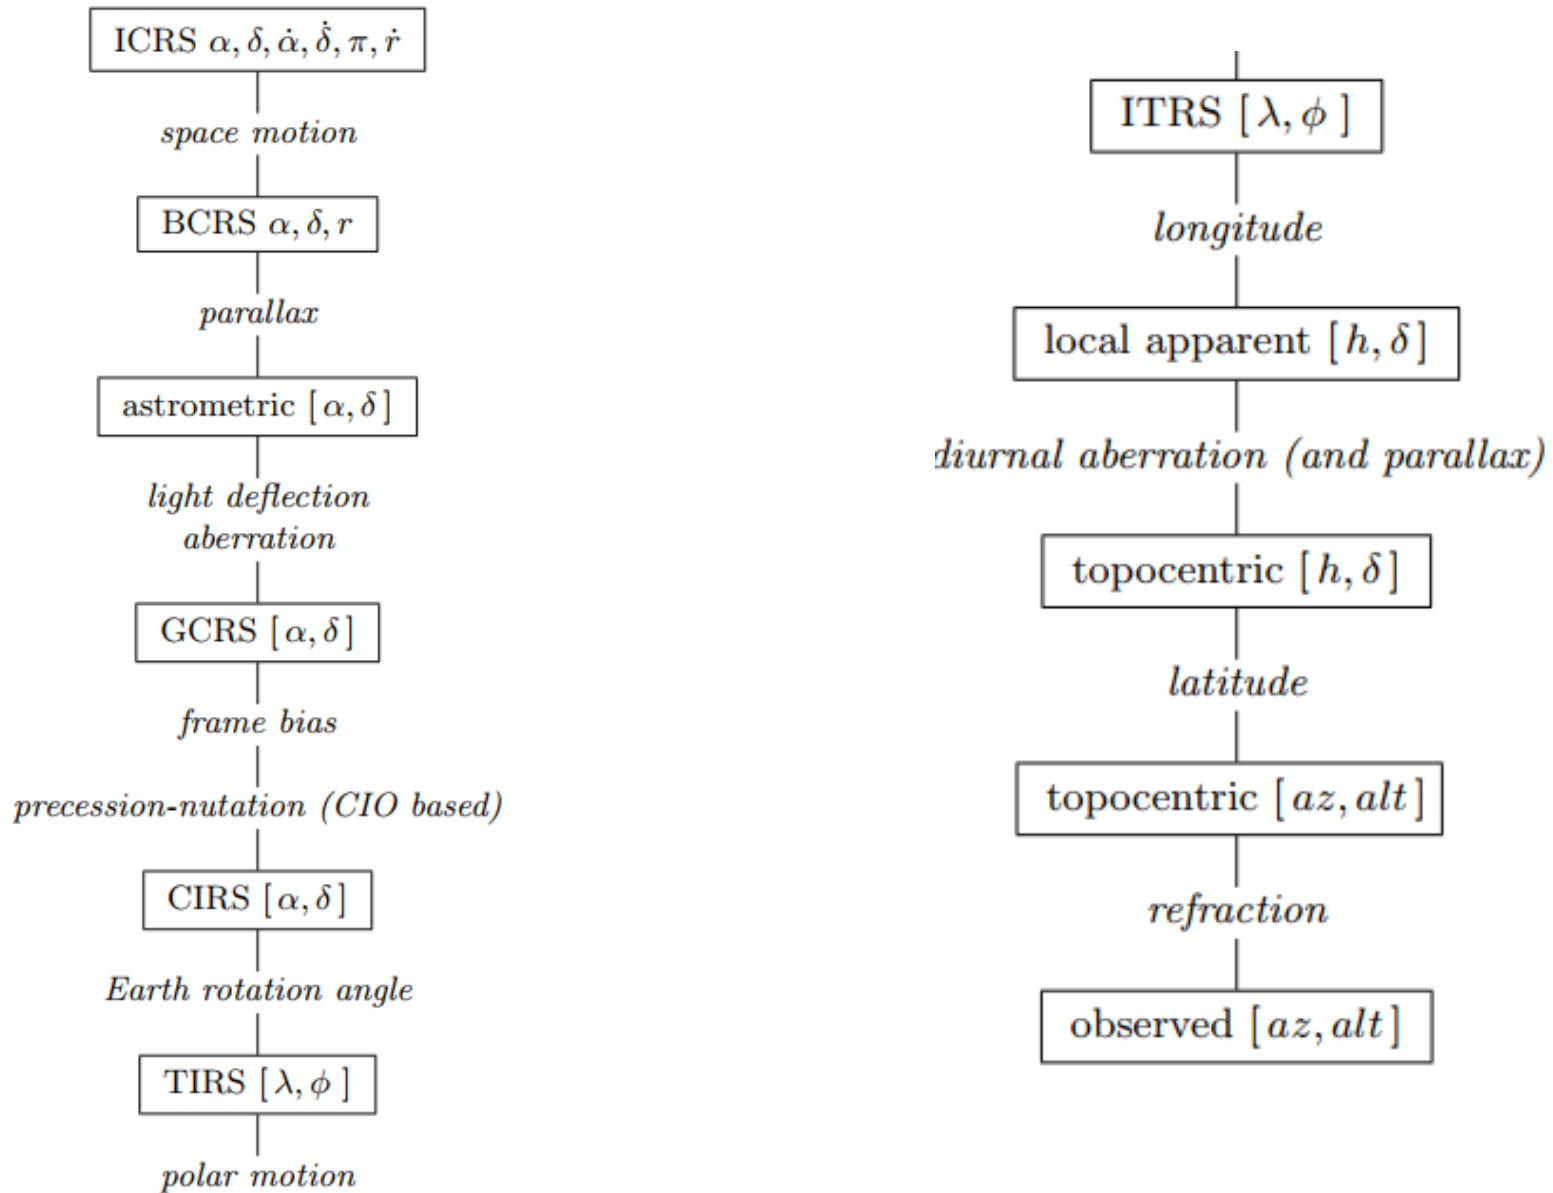 ICRS α, δ, α̇, δ̇, π, ṙ
space motion
BCRS α, δ, r
parallax
astrometric [ α, δ ]
light deflection
aberration
GCRS [ α, δ ]
frame bias
precession-nutation (CIO based)
CIRS [ α, δ ]
Earth rotation angle
TIRS [ λ, ϕ ]
polar motion
ITRS [ λ, ϕ ]
longitude
local apparent [ h, δ ]
diurnal aberration (and parallax)
topocentric [ h, δ ]
latitude
topocentric [ az, alt ]
refraction
observed [ az, alt ]